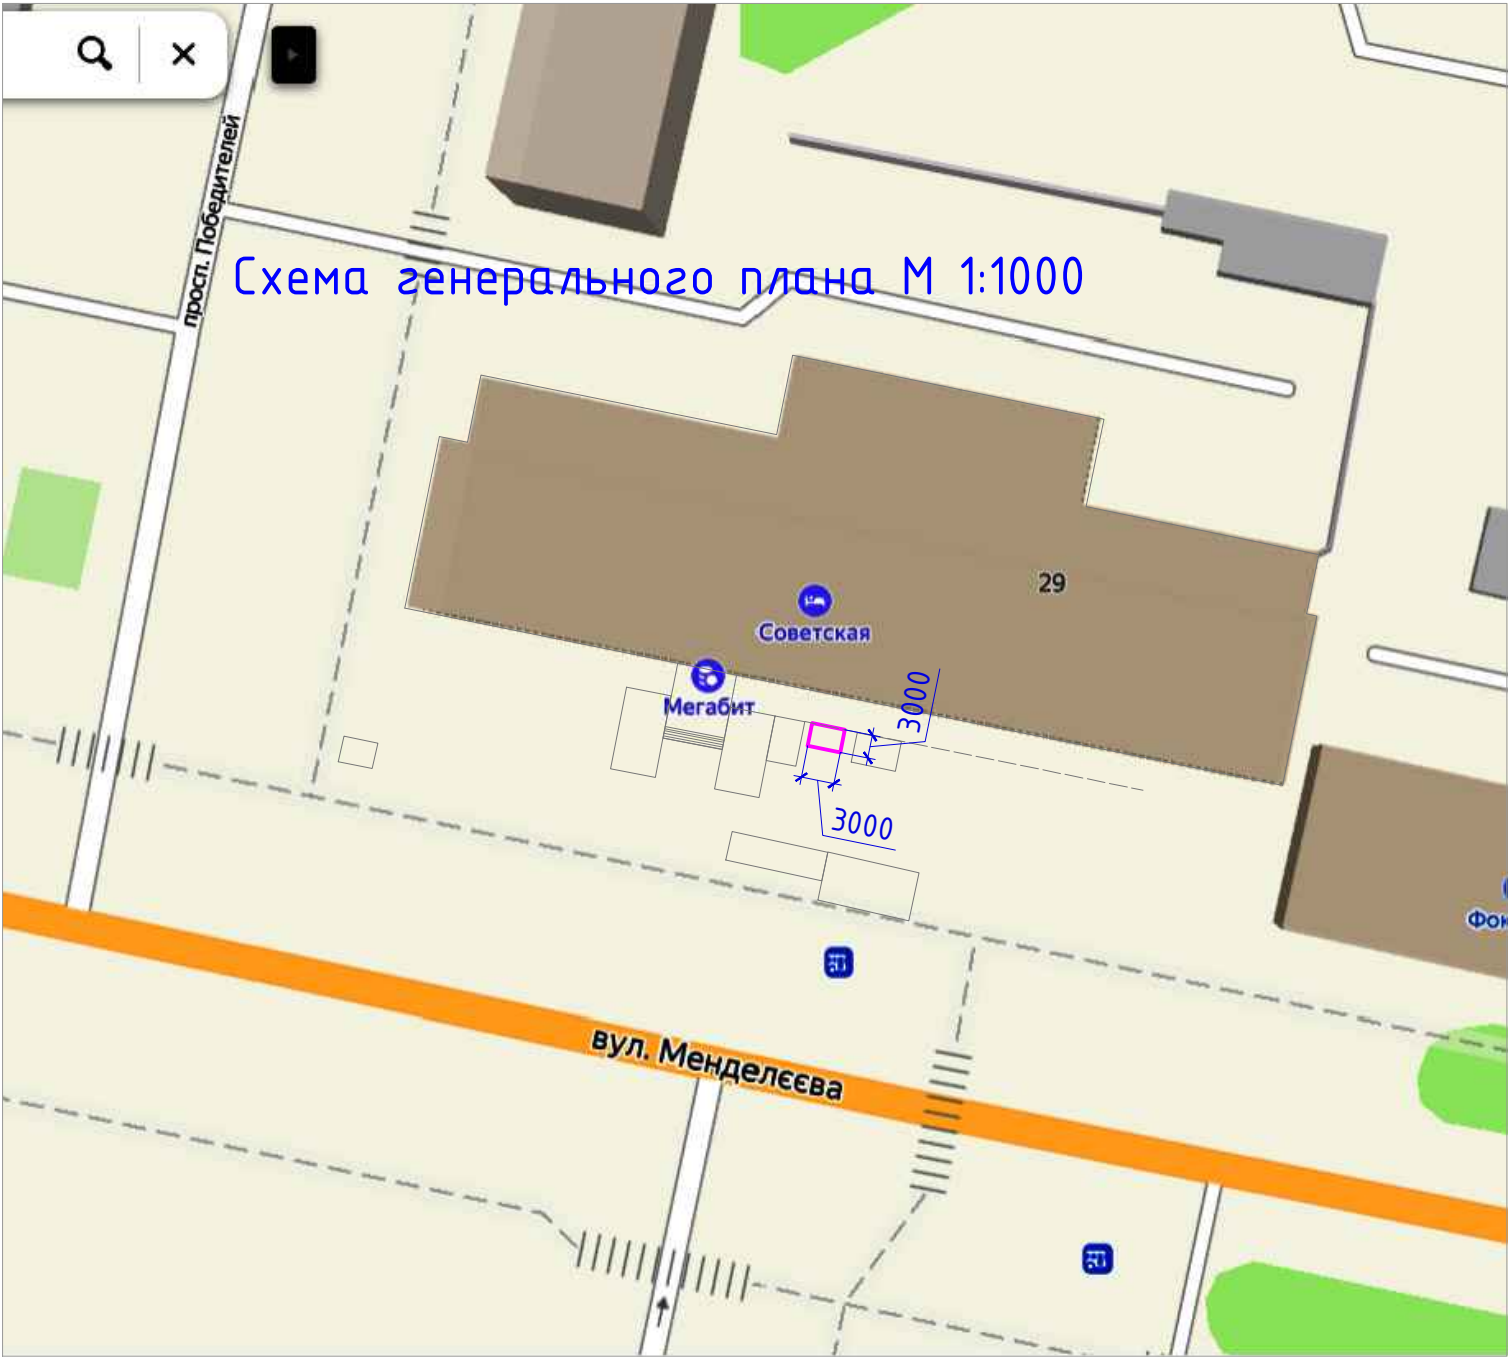 просп. Победителей
Схема генерального плана М 1:1000
29
Советская
Мегабит
3000
3000
Фок
вул. Менделєєва